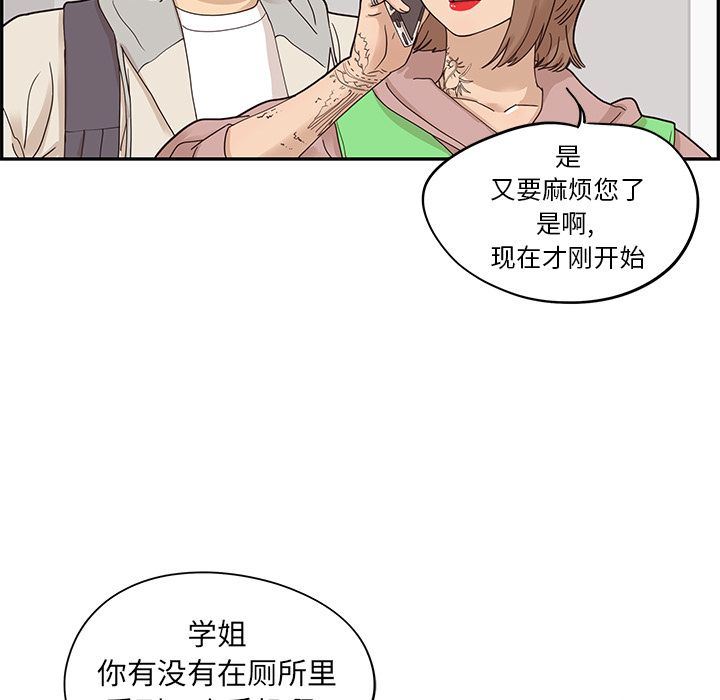 是
又要麻烦您了
是啊,
现在才刚开始
学姐
你有没有在厕所里